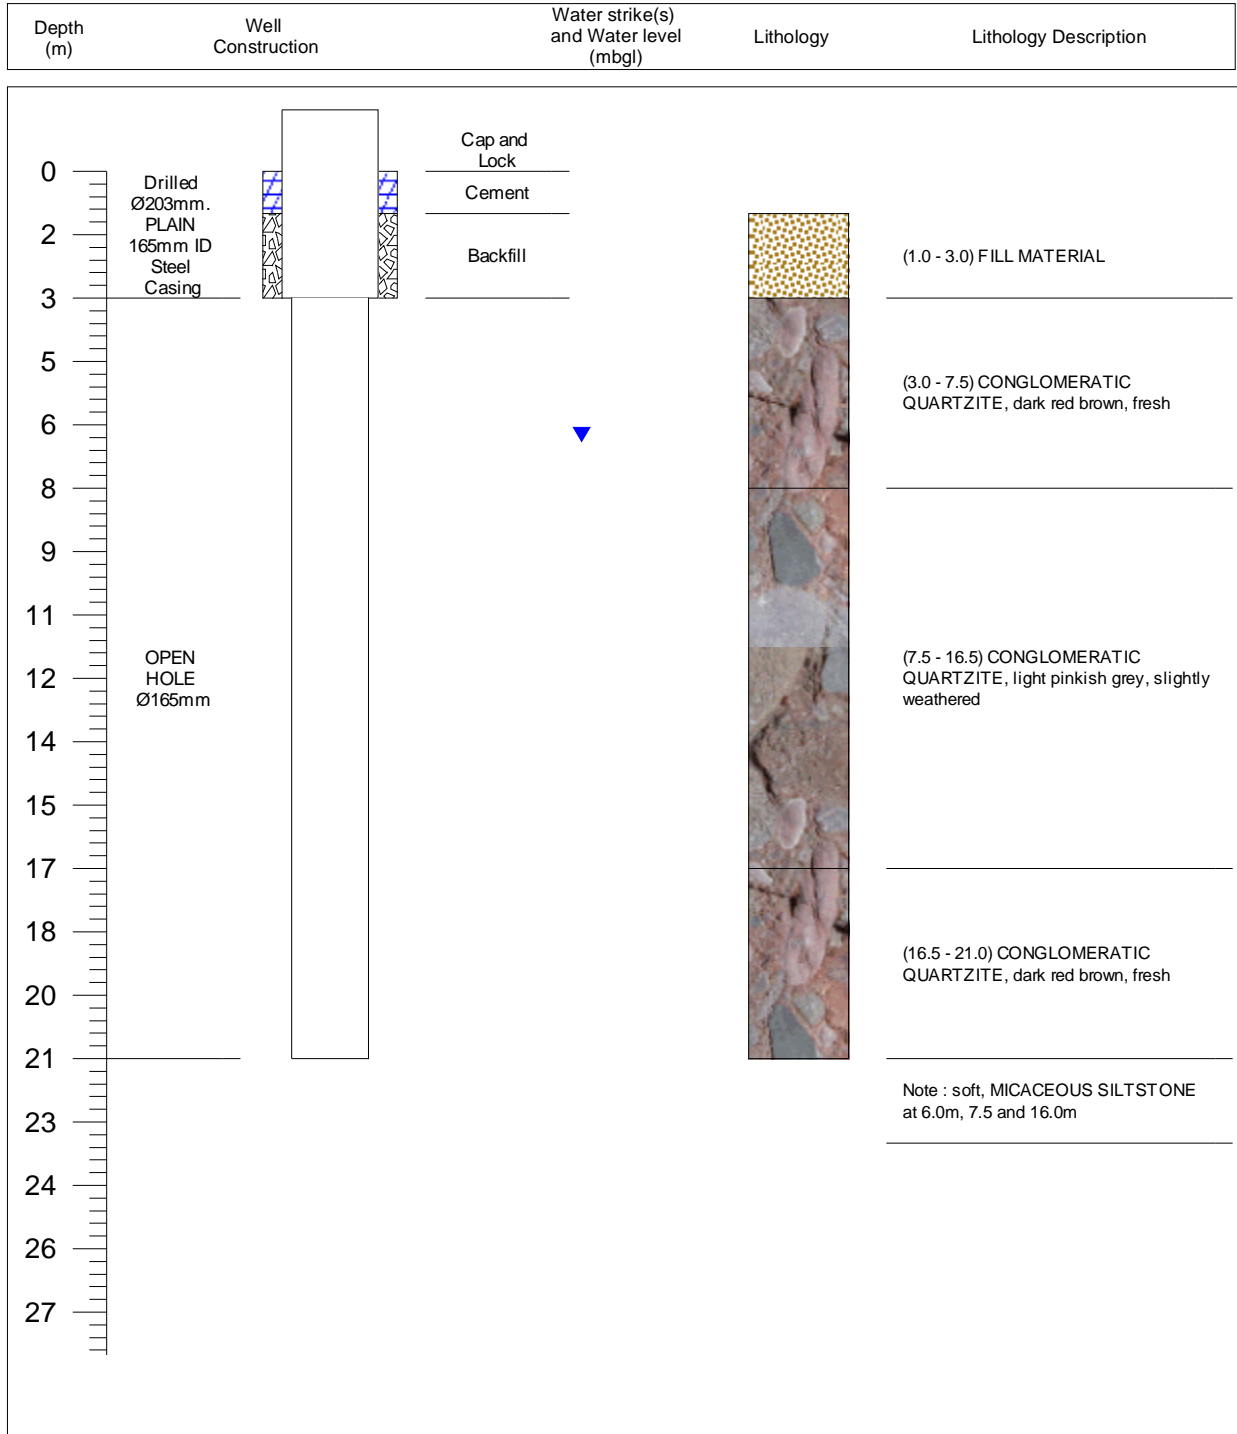 Depth
(m)
Well
Construction
Water strike(s)
and Water level
(mbgl)
Lithology
Lithology Description
Cap and
Lock
0
Drilled
Ø203mm.
PLAIN
165mm ID
Steel
Casing
Cement
2
Backfill
(1.0 - 3.0) FILL MATERIAL
3
5
(3.0 - 7.5) CONGLOMERATIC
QUARTZITE, dark red brown, fresh
6
8
9
11
OPEN
HOLE
Ø165mm
(7.5 - 16.5) CONGLOMERATIC
QUARTZITE, light pinkish grey, slightly
weathered
12
14
15
17
18
(16.5 - 21.0) CONGLOMERATIC
QUARTZITE, dark red brown, fresh
20
21
Note : soft, MICACEOUS SILTSTONE
at 6.0m, 7.5 and 16.0m
23
24
26
27